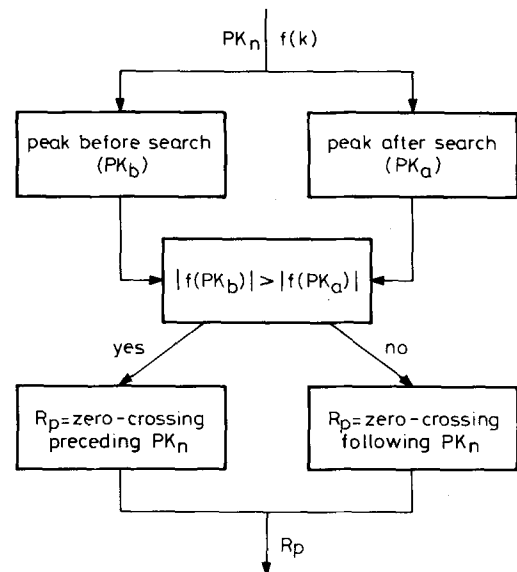 PKn f(k)
peak before search
(PKb)
peak after search
(PKa)
|f(PKb)| > |f(PKa)|
yes
no
Rp=zero-crossing
preceding PKn
Rp=zero-crossing
following PKn
Rp